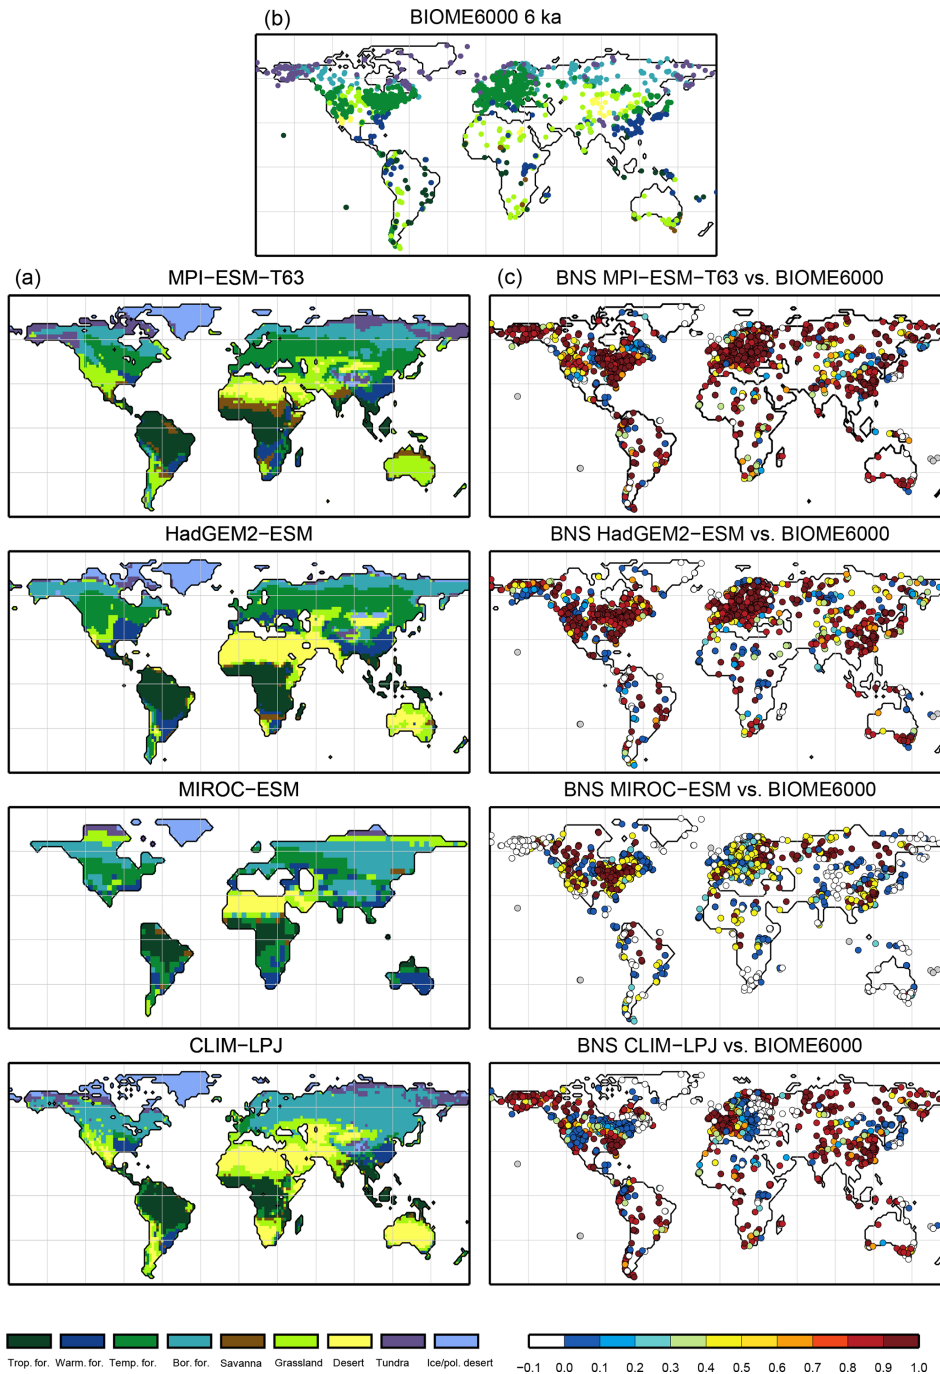 (b) BIOME6000 6 ka
(a) MPI−ESM−T63
(c) BNS MPI−ESM−T63 vs. BIOME6000
HadGEM2−ESM
BNS HadGEM2−ESM vs. BIOME6000
MIROC−ESM
BNS MIROC−ESM vs. BIOME6000
CLIM−LPJ
BNS CLIM−LPJ vs. BIOME6000
Trop. for. Warm. for. Temp. for. Bor. for. Savanna Grassland Desert Tundra Ice/pol. desert
−0.1 0.0 0.1 0.2 0.3 0.4 0.6 0.7 0.8 0.9 1.0